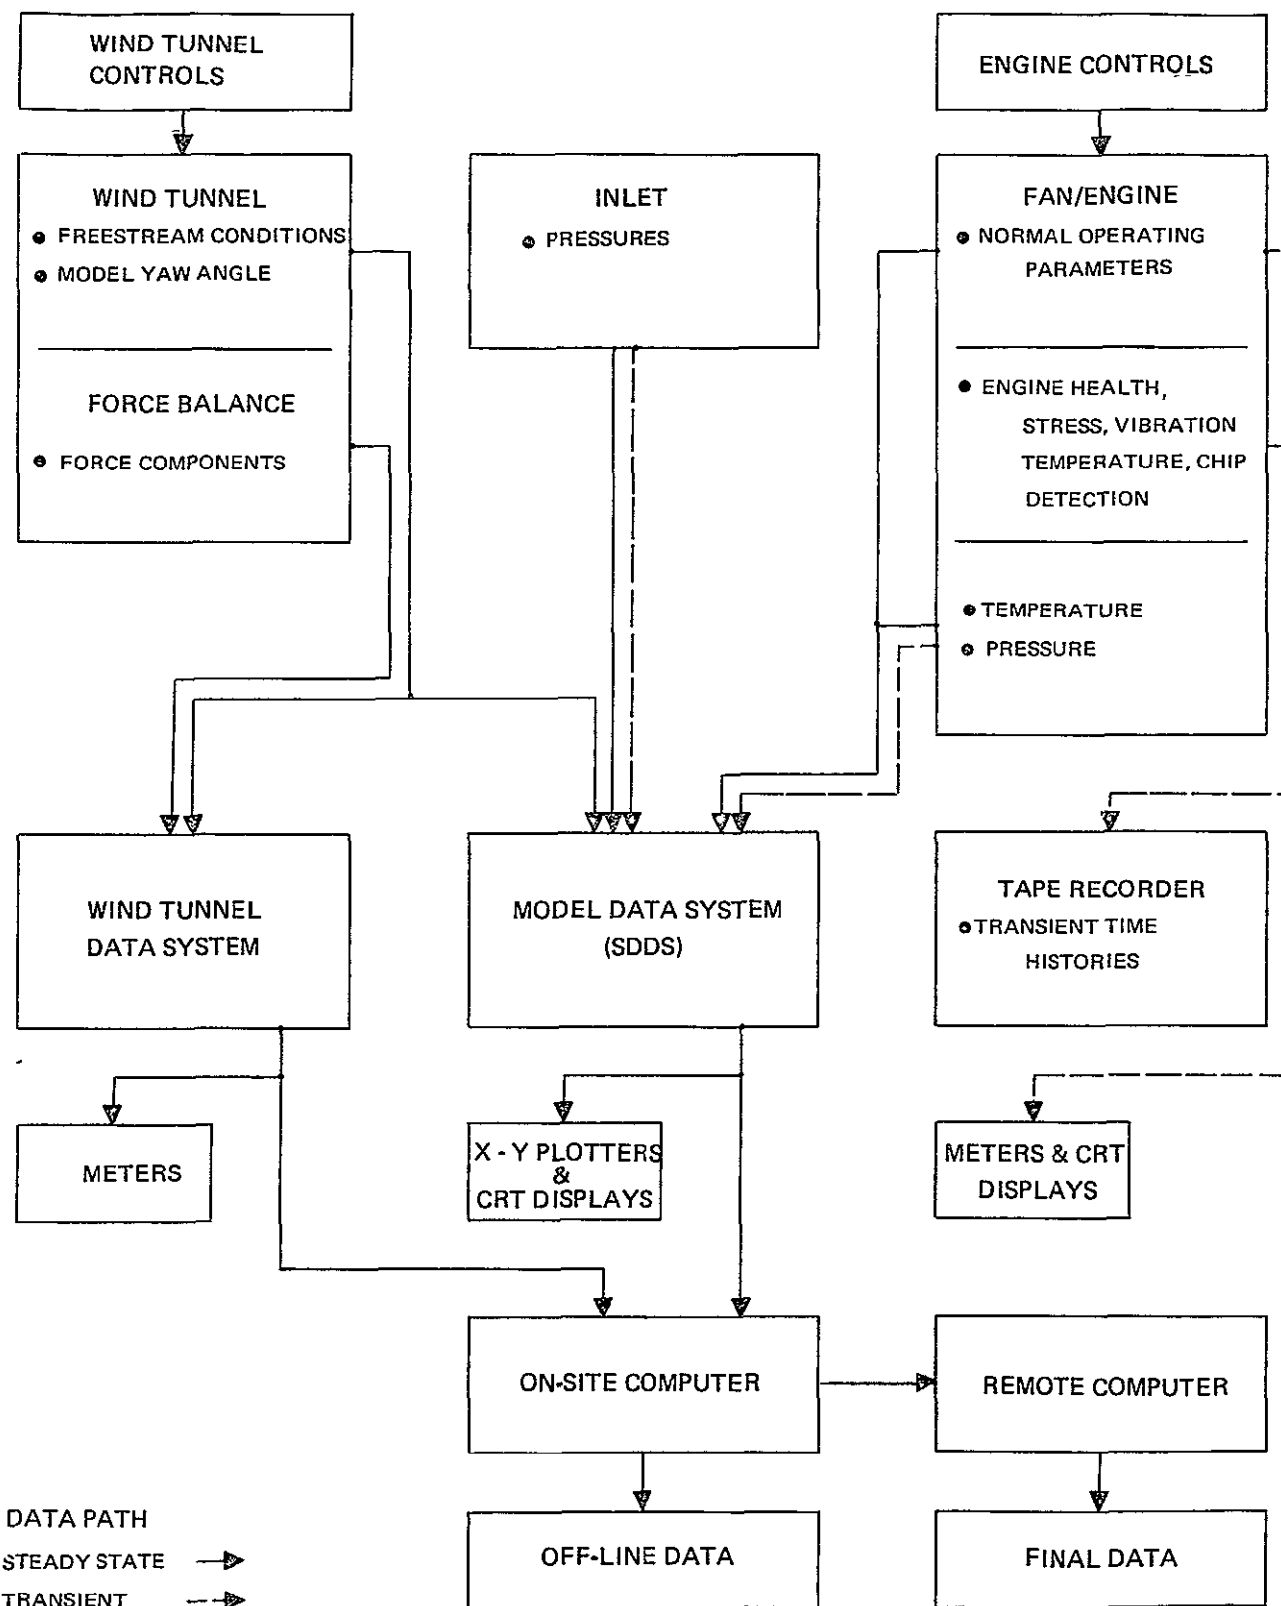 WIND TUNNEL
CONTROLS
ENGINE CONTROLS
WIND TUNNEL
● FREESTREAM CONDITIONS
● MODEL YAW ANGLE
FORCE BALANCE
● FORCE COMPONENTS
INLET
● PRESSURES
FAN/ENGINE
● NORMAL OPERATING
PARAMETERS
● ENGINE HEALTH,
STRESS, VIBRATION
TEMPERATURE, CHIP
DETECTION
● TEMPERATURE
● PRESSURE
WIND TUNNEL
DATA SYSTEM
MODEL DATA SYSTEM
(SDDS)
TAPE RECORDER
● TRANSIENT TIME
HISTORIES
METERS
X - Y PLOTTERS
&
CRT DISPLAYS
METERS & CRT
DISPLAYS
ON-SITE COMPUTER
REMOTE COMPUTER
DATA PATH
STEADY STATE
TRANSIENT
OFF-LINE DATA
FINAL DATA